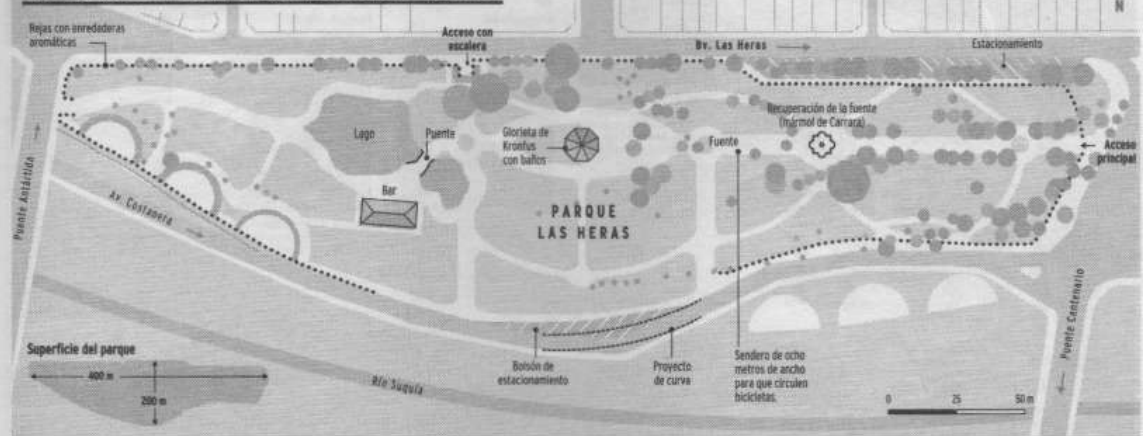 N
Rejas con enredaderas
aromáticas
Acceso con
escalera
Bv. Las Heras
Estacionamiento
Lago
Puente
Glorieta de
Kronfus
con baños
Fuente
Recuperación de la fuente
(mármol de Carrara)
Acceso
principal
Bar
PARQUE
LAS HERAS
Puente Antártida
Av. Costanera
Puente Centenario
Superficie del parque
400 m
200 m
Río Suquía
Bolsón de
estacionamiento
Proyecto
de curva
Sendero de ocho
metros de ancho
para que circulen
bicicletas.
0 25 50 m